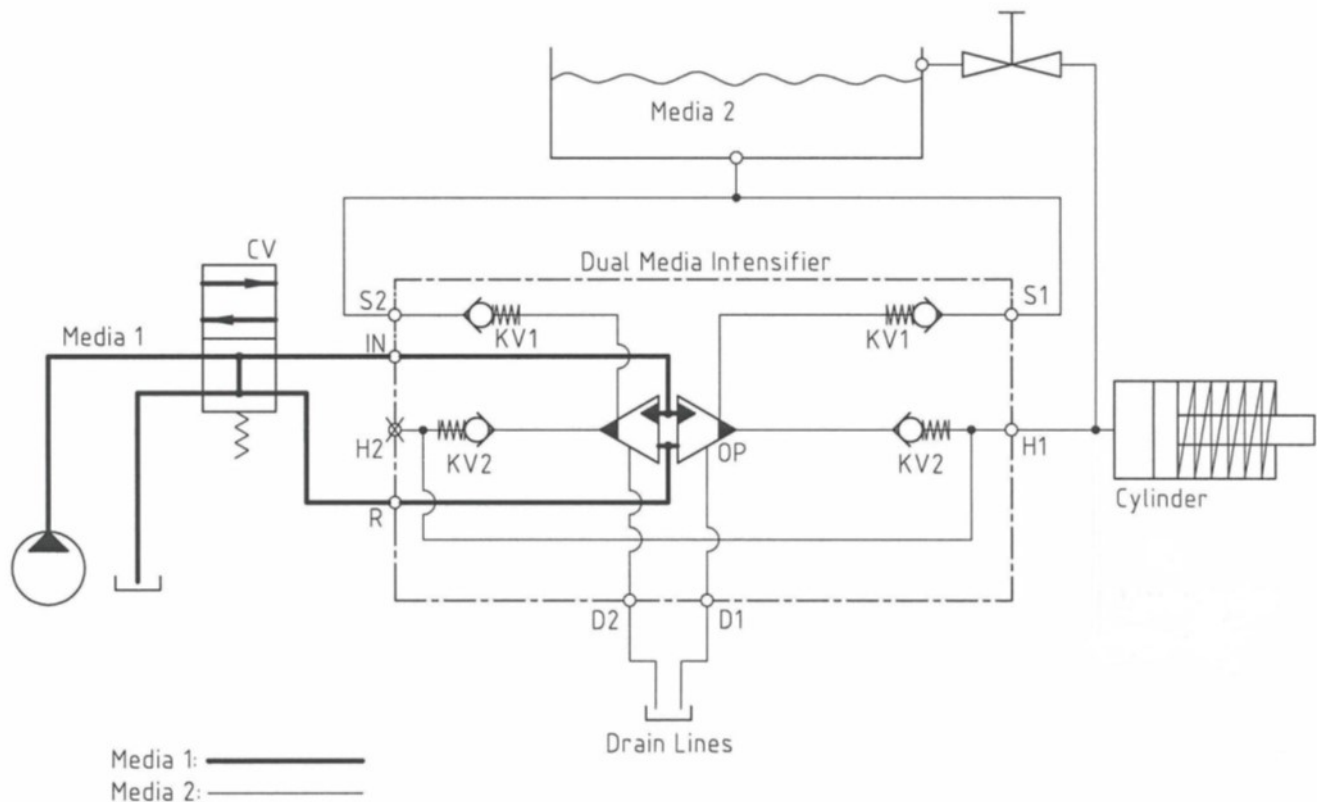 Media 2
CV
Dual Media Intensifier
S2
S1
KV1
KV1
Media 1
IN
H2
KV2
OP
KV2
H1
Cylinder
R
D2
D1
Drain Lines
Media 1:
Media 2: